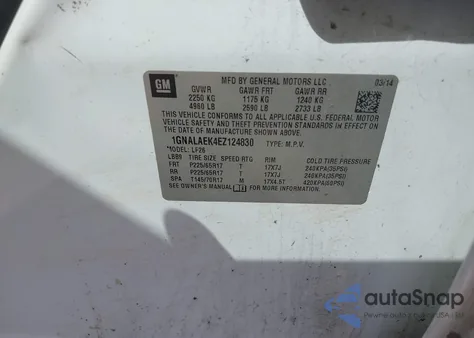 GM
MFD BY GENERAL MOTORS LLC
03/14
GVWR GAWR FRT GAWR RR
2250 KG 1175 KG 1240 KG
4960 LB 2590 LB 2733 LB
THIS VEHICLE CONFORMS TO ALL APPLICABLE U.S. FEDERAL MOTOR
VEHICLE SAFETY AND THEFT PREVENTION STANDARDS IN EFFECT ON THE
DATE OF MANUFACTURE SHOWN ABOVE.
1GNALAEK4EZ124830 TYPE: M.P.V.
MODEL: LF26
TIRE SIZE SPEED RTG RIM COLD TIRE PRESSURE
FRT P225/65R17 T 17X7J 240KPA(35PSI)
RR P225/65R17 T 17X7J 240KPA(35PSI)
SPA T145/70R17 M 17X4.5T 420KPA(60PSI)
SEE OWNER'S MANUAL FOR MORE INFORMATION.
autoSnap